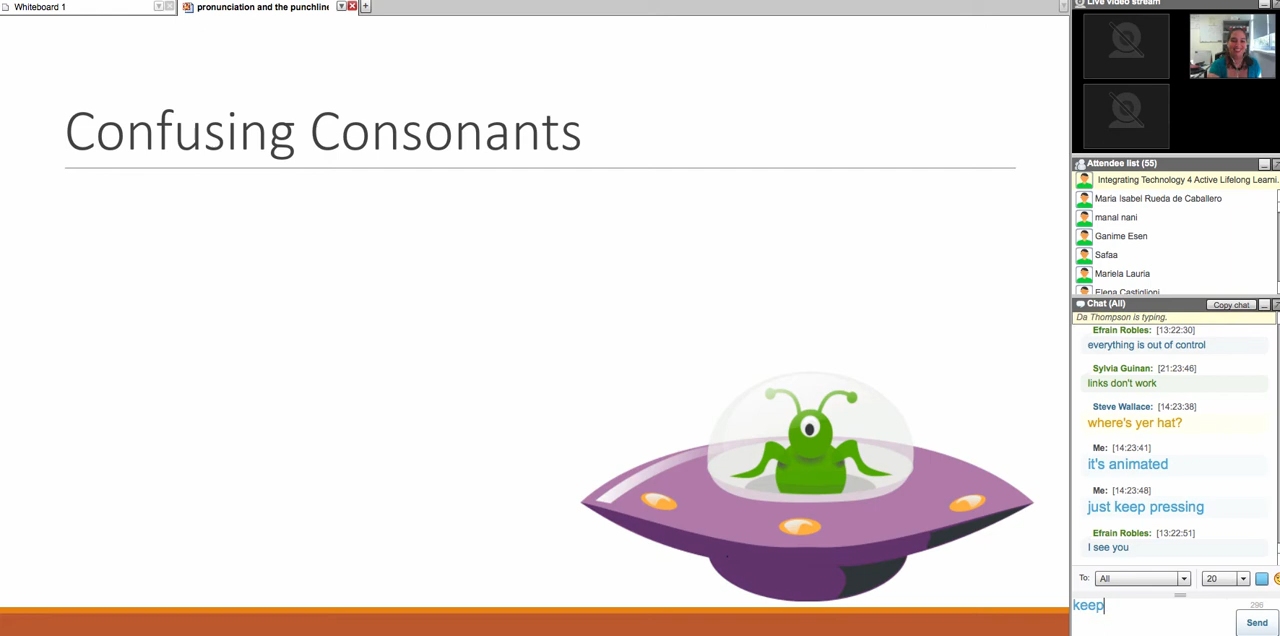 Whiteboard 1
pronunciation and the punchline
Live video stream
Confusing Consonants
Attendee list (55)
Integrating Technology 4 Active Lifelong Learni.
Maria Isabel Rueda de Caballero
manal nani
Ganime Esen
Safaa
Mariela Lauria
Elena Castiglioni
Chat (All)
Copy chat
Da Thompson is typing.
Efrain Robles: [13:22:30]
everything is out of control
Sylvia Guinan: [21:23:46]
links don't work
Steve Wallace: [14:23:38]
where's yer hat?
Me: [14:23:41]
it's animated
Me: [14:23:48]
just keep pressing
Efrain Robles: [13:22:51]
I see you
To: All 20
keep
296
Send